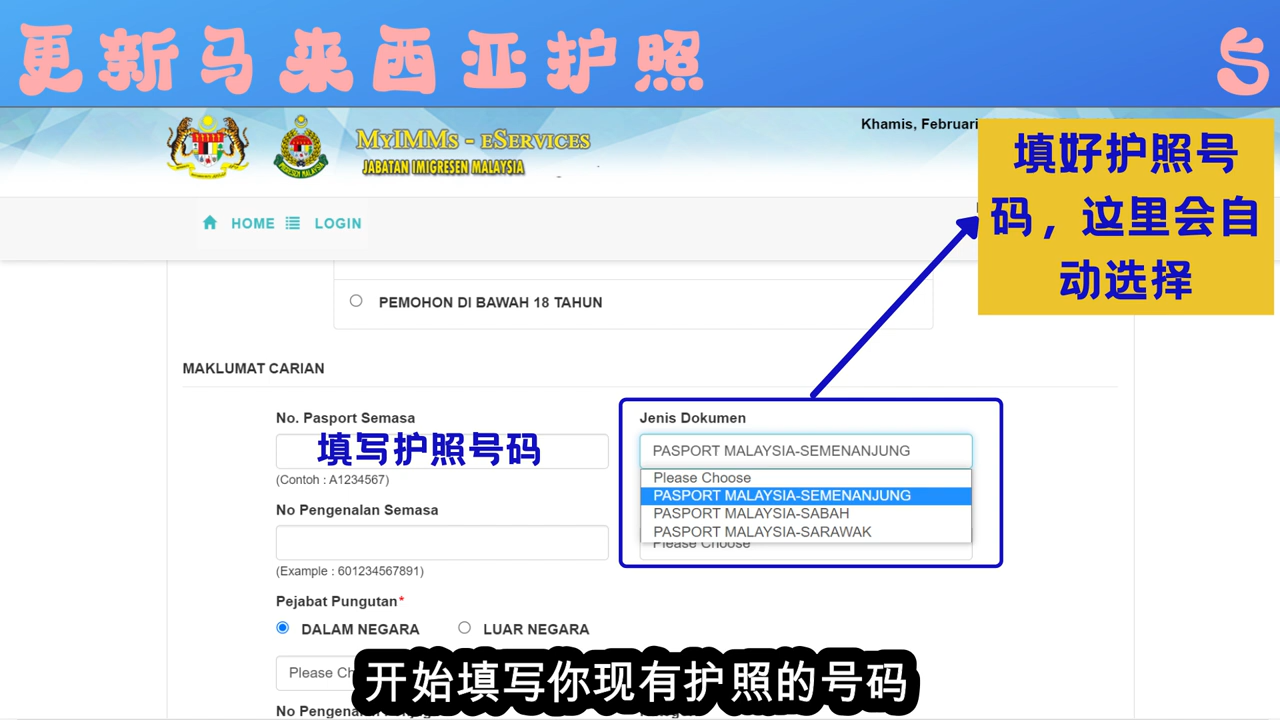 更新马来西亚护照
MyIMMs - eServices
JABATAN IMIGRESEN MALAYSIA
Khamis, Februari
填好护照号
码，这里会自
动选择
HOME
LOGIN
PEMOHON DI BAWAH 18 TAHUN
MAKLUMAT CARIAN
No. Pasport Semasa
填写护照号码
(Contoh : A1234567)
Jenis Dokumen
PASPORT MALAYSIA-SEMENANJUNG
Please Choose
PASPORT MALAYSIA-SEMENANJUNG
PASPORT MALAYSIA-SABAH
PASPORT MALAYSIA-SARAWAK
Please Choose
No Pengenalan Semasa
(Example : 601234567891)
Pejabat Pungutan*
DALAM NEGARA
LUAR NEGARA
Please
开始填写你现有护照的号码
No Pengenalan